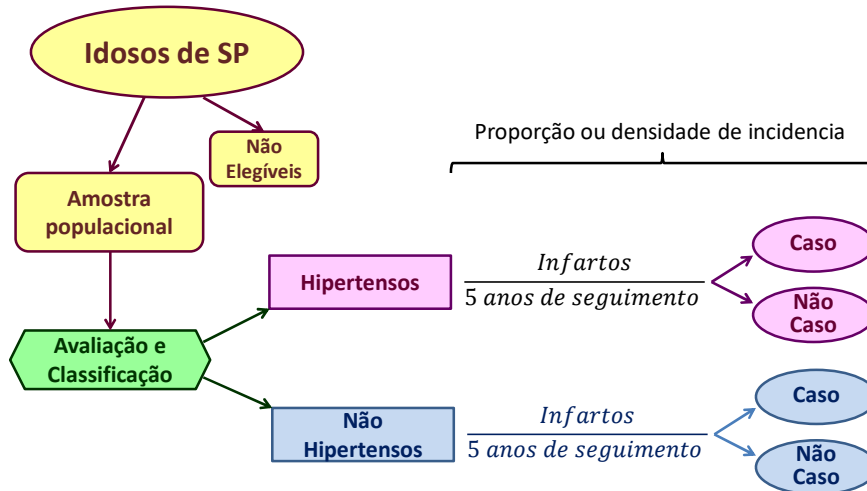 Idosos de SP
Não
Elegíveis
Proporção ou densidade de incidencia
Amostra
populacional
Hipertensos
Infartos
5 anos de seguimento
Caso
Não
Caso
Avaliação e
Classificação
Não
Hipertensos
Infartos
5 anos de seguimento
Caso
Não
Caso